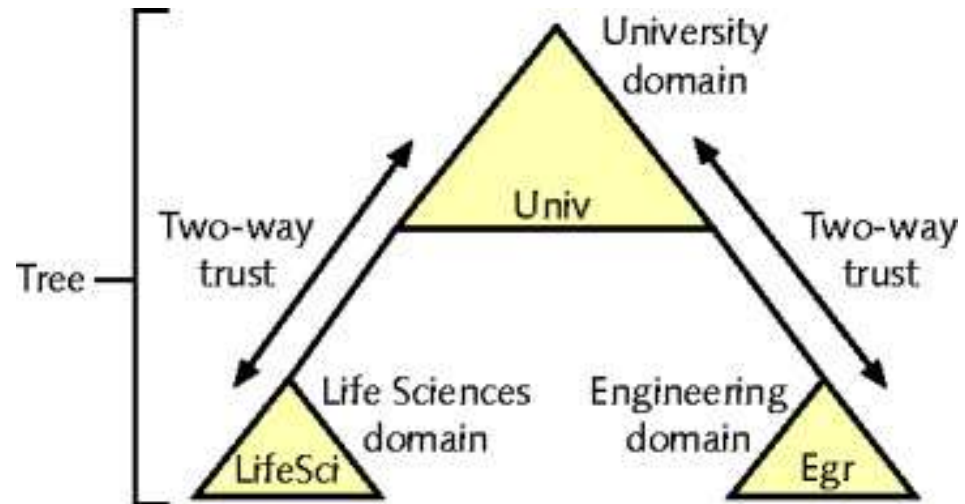 University
domain
Univ
Two-way
trust
Two-way
trust
Tree
Life Sciences
domain
Engineering
domain
LifeSci
Egr